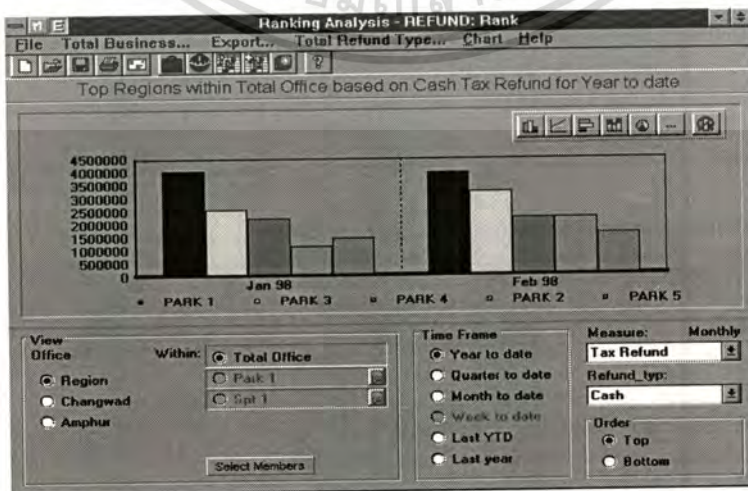 Ranking Analysis - REFUND: Rank
File Total Business... Export... Total Refund Type... Chart Help
Top Regions within Total Office based on Cash Tax Refund for Year to date
4500000
4000000
3500000
3000000
2500000
2000000
1500000
1000000
500000
0
Jan 98 Feb 98
PARK 1 PARK 3 PARK 4 PARK 2 PARK 5
View
Office
Region
Changwad
Amphur
Within: Total Office
Park 1
Spt 1
Select Members
Time Frame
Year to date
Quarter to date
Month to date
Week to date
Last YTD
Last year
Measure: Monthly
Tax Refund
Refund_typ:
Cash
Order
Top
Bottom